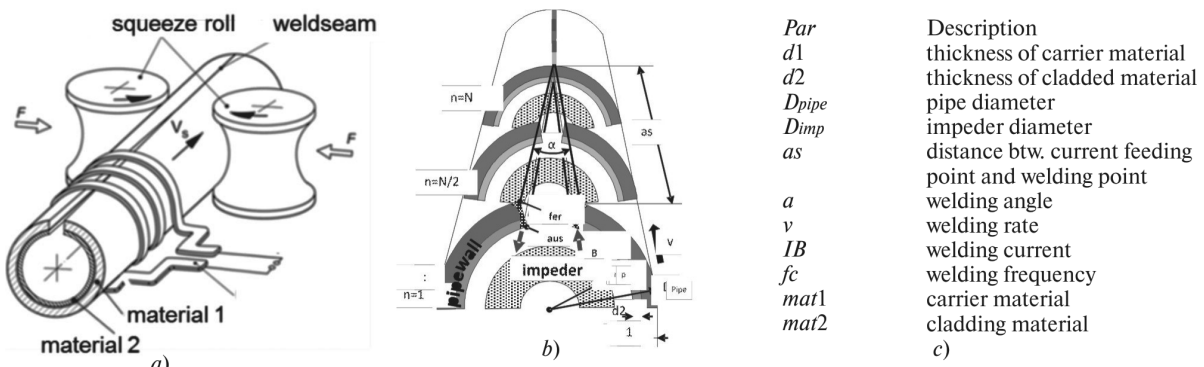 squeeze roll
weldseam
F
Vs
F
material 1
material 2
a)
n=N
as
α
n=N/2
fer
aus
v
B
pipewall
impeder
p
:
n=1
Pipe
d2
1
b)
Par Description
d1 thickness of carrier material
d2 thickness of cladded material
Dpipe pipe diameter
Dimp impeder diameter
as distance btw. current feeding
point and welding point
a welding angle
v welding rate
IB welding current
fc welding frequency
mat1 carrier material
mat2 cladding material
c)